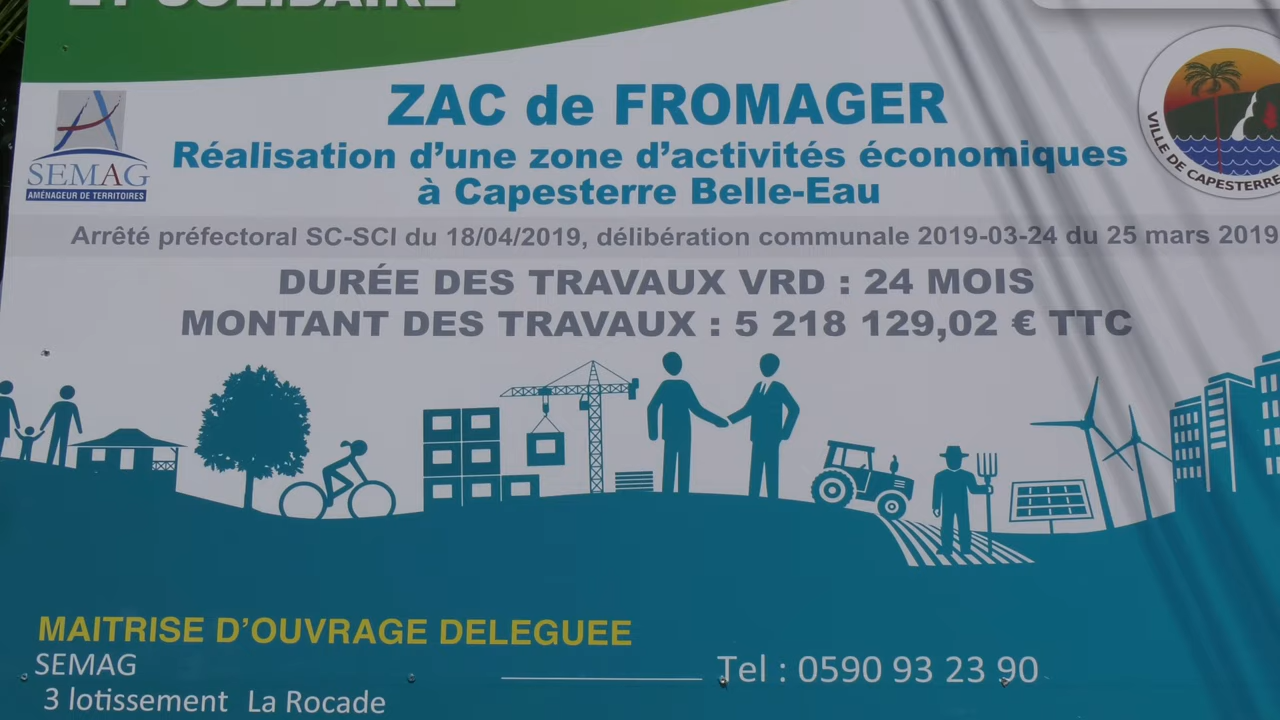 ET SOLIDAIRE
ZAC de FROMAGER
SEMAG
AMÉNAGEUR DE TERRITOIRES
Réalisation d'une zone d'activités économiques
à Capesterre Belle-Eau
VILLE DE CAPESTERRE
Arrêté préfectoral SC-SCI du 18/04/2019, délibération communale 2019-03-24 du 25 mars 2019
DURÉE DES TRAVAUX VRD : 24 MOIS
MONTANT DES TRAVAUX : 5 218 129,02 € TTC
MAITRISE D'OUVRAGE DELEGUEE
SEMAG
Tel : 0590 93 23 90
3 lotissement La Rocade